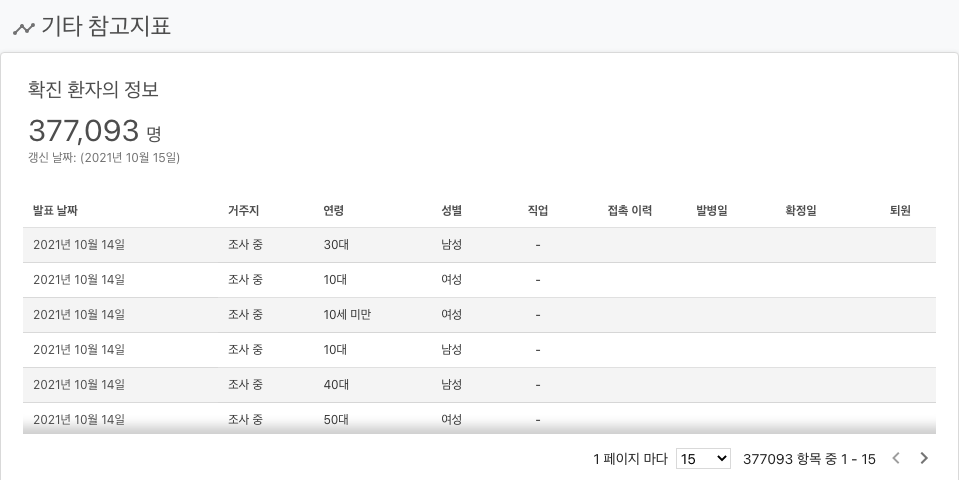 기타 참고지표
확진 환자의 정보
377,093 명
갱신 날짜: (2021년 10월 15일)
발표 날짜 거주지 연령 성별 직업 접촉 이력 발병일 확정일 퇴원
2021년 10월 14일 조사 중 30대 남성 -
2021년 10월 14일 조사 중 10대 여성 -
2021년 10월 14일 조사 중 10세 미만 여성 -
2021년 10월 14일 조사 중 10대 남성 -
2021년 10월 14일 조사 중 40대 남성 -
2021년 10월 14일 조사 중 50대 여성 -
1 페이지 마다 15 377093 항목 중 1 - 15